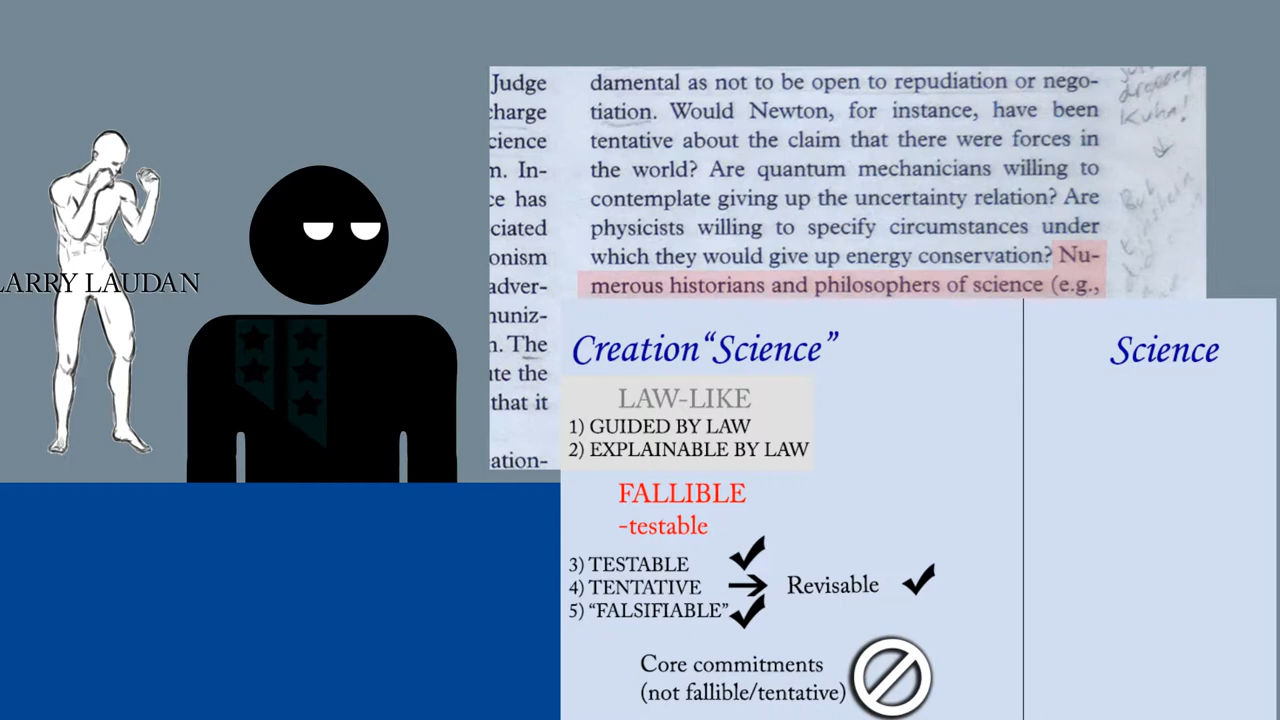 LARRY LAUDAN
Judge
charge
cience
n. In-
ce has
ciated
onism
adver-
nuniz-
n. The
ute the
that it
ation-
damental as not to be open to repudiation or nego-
tiation. Would Newton, for instance, have been
tentative about the claim that there were forces in
the world? Are quantum mechanicians willing to
contemplate giving up the uncertainty relation? Are
physicists willing to specify circumstances under
which they would give up energy conservation? Nu-
merous historians and philosophers of science (e.g.,
dropped
Kuhn!
But
Creation “Science”
LAW-LIKE
1) GUIDED BY LAW
2) EXPLAINABLE BY LAW
FALLIBLE
-testable
3) TESTABLE
4) TENTATIVE → Revisable
5) “FALSIFIABLE”
Core commitments
(not fallible/tentative)
Science